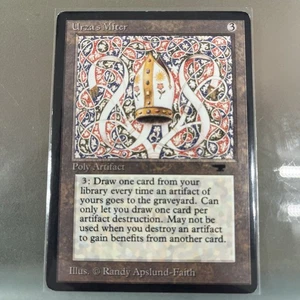 Urza's Miter 3
Poly Artifact
3: Draw one card from your
library every time an artifact of
yours goes to the graveyard. Can
only let you draw one card per
artifact destruction. May not be
used when you destroy an artifact
to gain benefits from another card.
Illus. © Randy Apslund-Faith